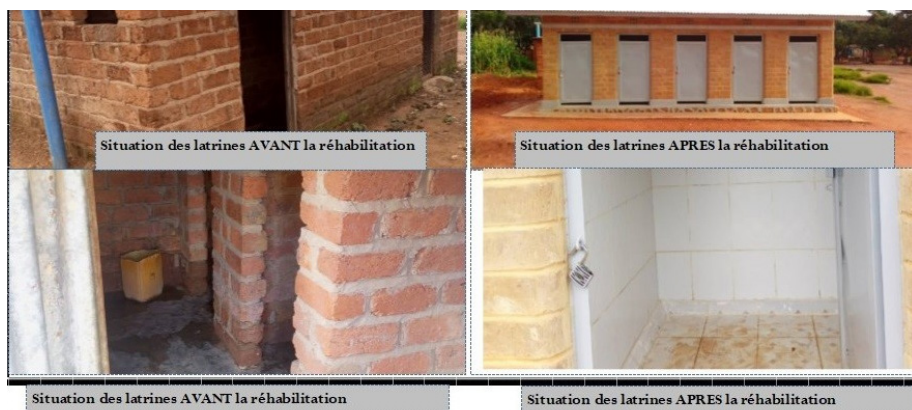 Situation des latrines AVANT la réhabilitation
Situation des latrines APRES la réhabilitation
Situation des latrines AVANT la réhabilitation
Situation des latrines APRES la réhabilitation